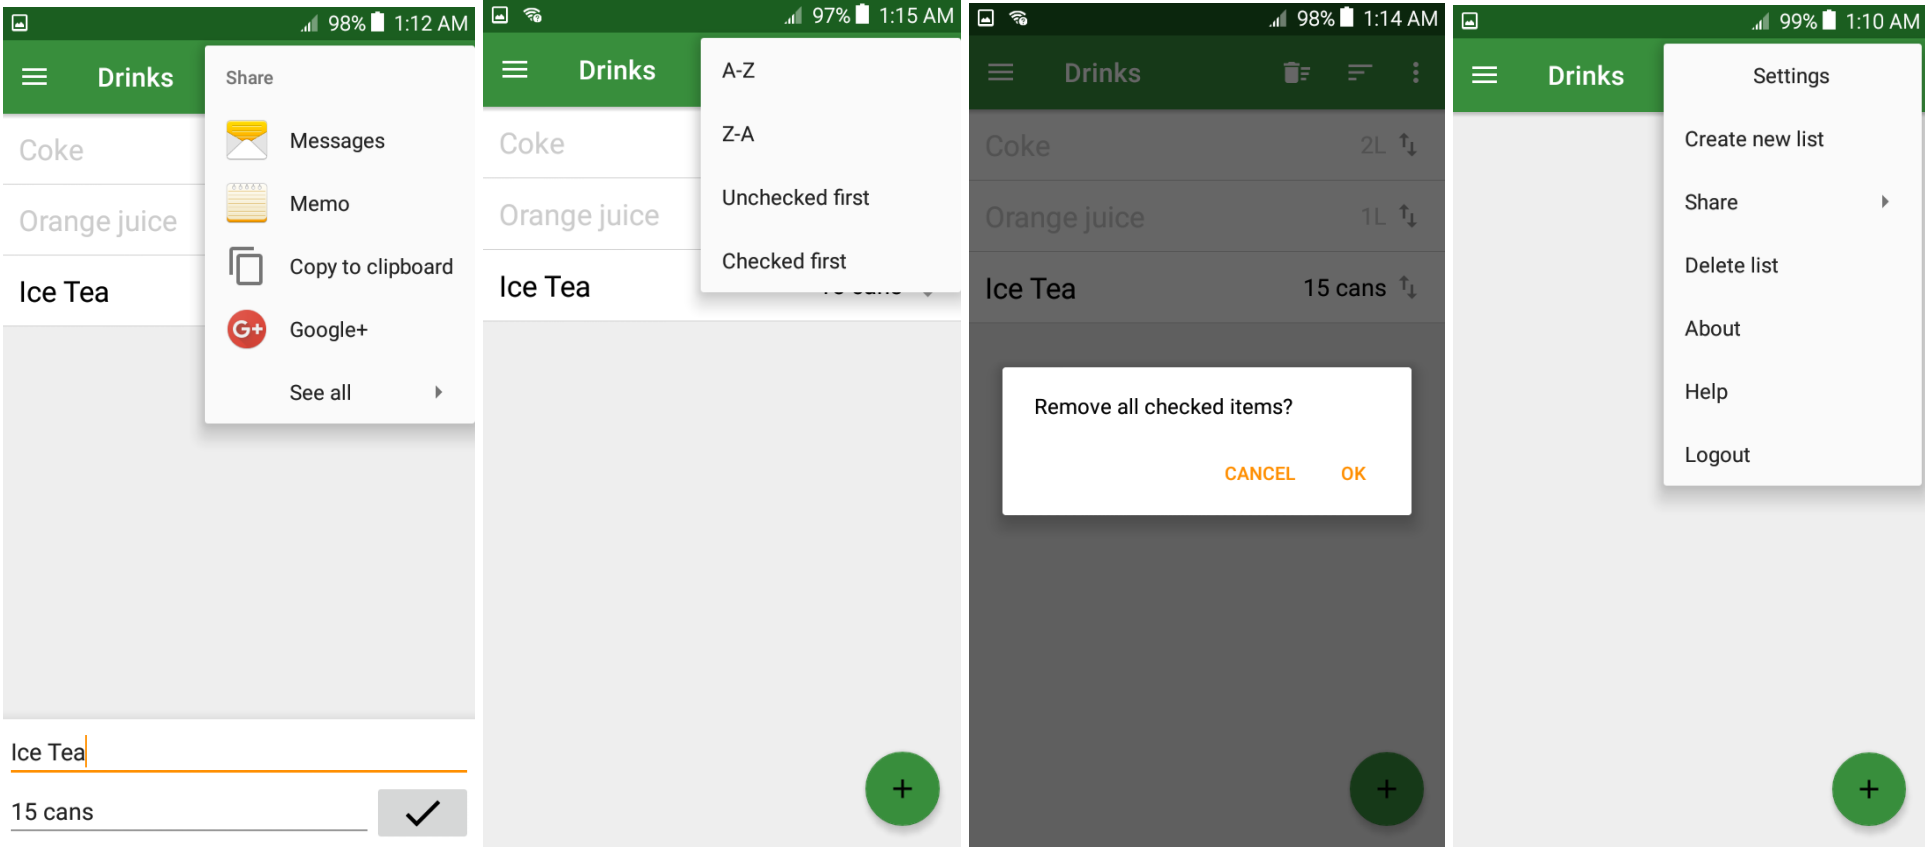 98% 1:12 AM
Drinks
Share
Coke
Messages
Orange juice
Memo
Ice Tea
Copy to clipboard
G+ Google+
See all
Ice Tea
15 cans
97% 1:15 AM
Drinks
A-Z
Coke
Z-A
Orange juice
Unchecked first
Ice Tea
Checked first
98% 1:14 AM
Drinks
Coke 2L
Orange juice 1L
Ice Tea 15 cans
Remove all checked items?
CANCEL OK
99% 1:10 AM
Drinks
Settings
Create new list
Share
Delete list
About
Help
Logout